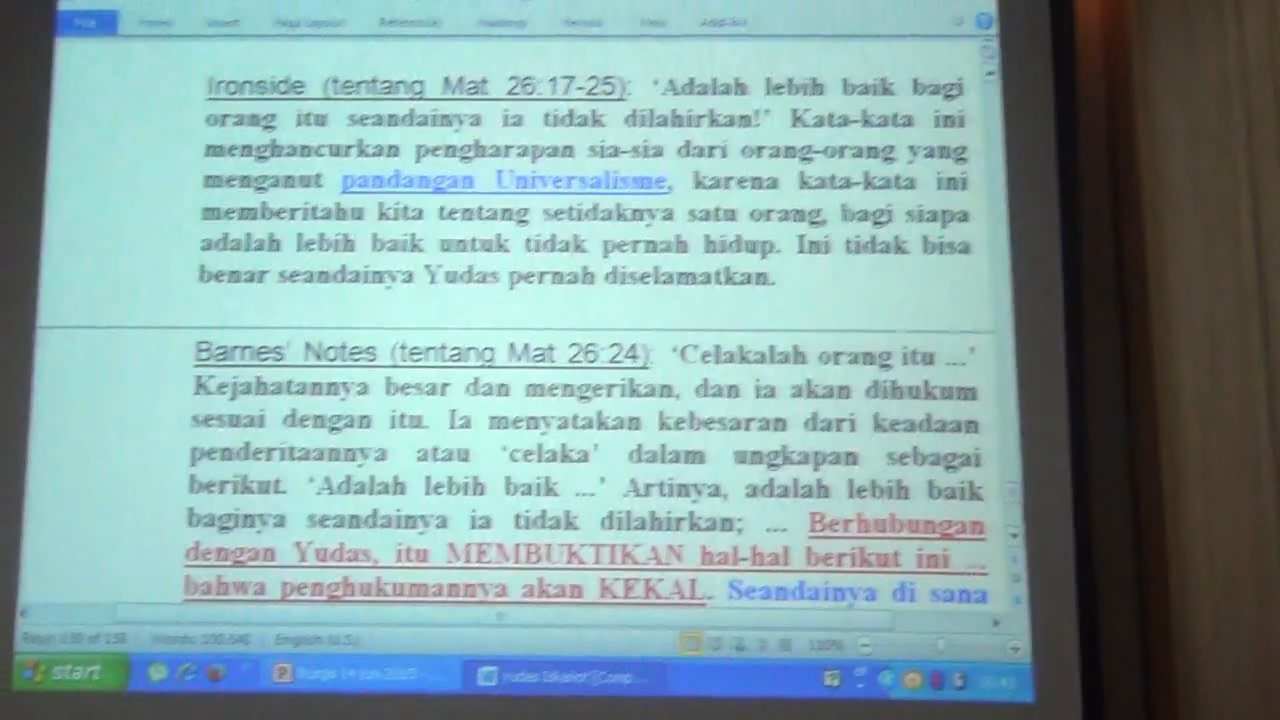 File
Ironside (tentang Mat 26:17-25): 'Adalah lebih baik bagi
orang itu seandainya ia tidak dilahirkan!' Kata-kata ini
menghancurkan pengharapan sia-sia dari orang-orang yang
menganut pandangan Universalisme, karena kata-kata ini
memberitahu kita tentang setidaknya satu orang, bagi siapa
adalah lebih baik untuk tidak pernah hidup. Ini tidak bisa
benar seandainya Yudas pernah diselamatkan.
Barnes' Notes (tentang Mat 26:24): 'Celakalah orang itu ...'
Kejahatannya besar dan mengerikan, dan ia akan dihukum
sesuai dengan itu. Ia menyatakan kebesaran dari keadaan
penderitaannya atau 'celaka' dalam ungkapan sebagai
berikut. 'Adalah lebih baik ...' Artinya, adalah lebih baik
baginya seandainya ia tidak dilahirkan; ... Berhubungan
dengan Yudas, itu MEMBUKTIKAN hal-hal berikut ini ...
bahwa penghukumannya akan KEKAL. Seandainya di sana
English (U.S.)
start
Yudas Iskariot [Comp...